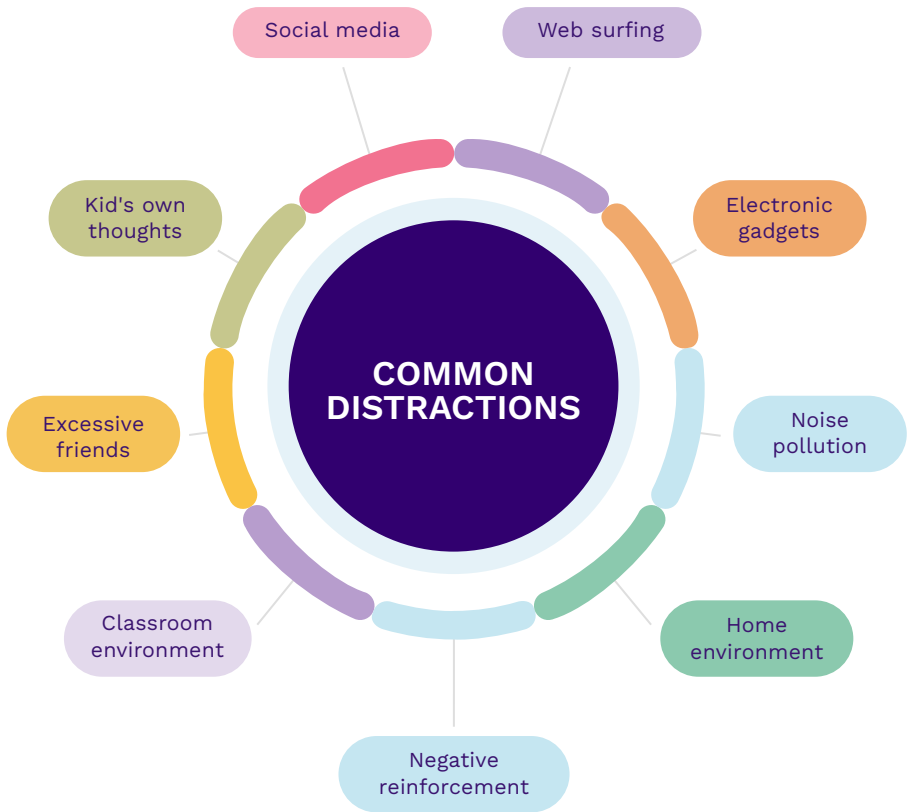 Social media
Web surfing
Kid's own
thoughts
Electronic
gadgets
COMMON
DISTRACTIONS
Excessive
friends
Noise
pollution
Classroom
environment
Home
environment
Negative
reinforcement